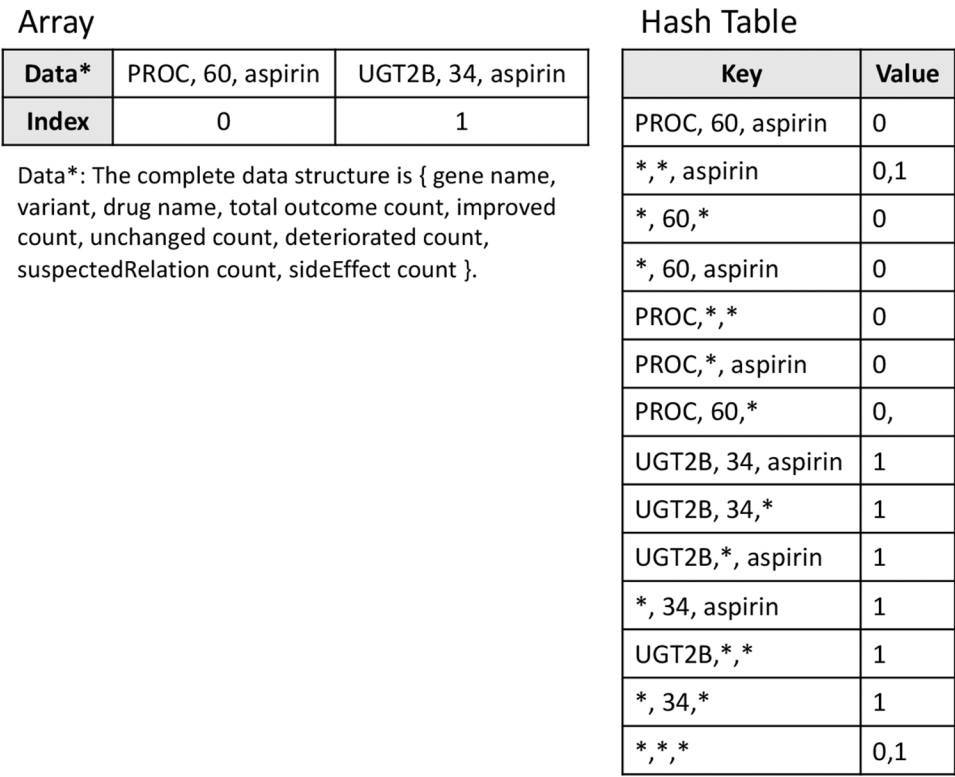 Array
Data* PROC, 60, aspirin UGT2B, 34, aspirin
Index 0 1
Data*: The complete data structure is { gene name,
variant, drug name, total outcome count, improved
count, unchanged count, deteriorated count,
suspectedRelation count, sideEffect count }.
Hash Table
Key Value
PROC, 60, aspirin 0
*,*, aspirin 0,1
*, 60,* 0
*, 60, aspirin 0
PROC,*,* 0
PROC,*, aspirin 0
PROC, 60,* 0,
UGT2B, 34, aspirin 1
UGT2B, 34,* 1
UGT2B,*, aspirin 1
*, 34, aspirin 1
UGT2B,*,* 1
*, 34,* 1
*,*,* 0,1